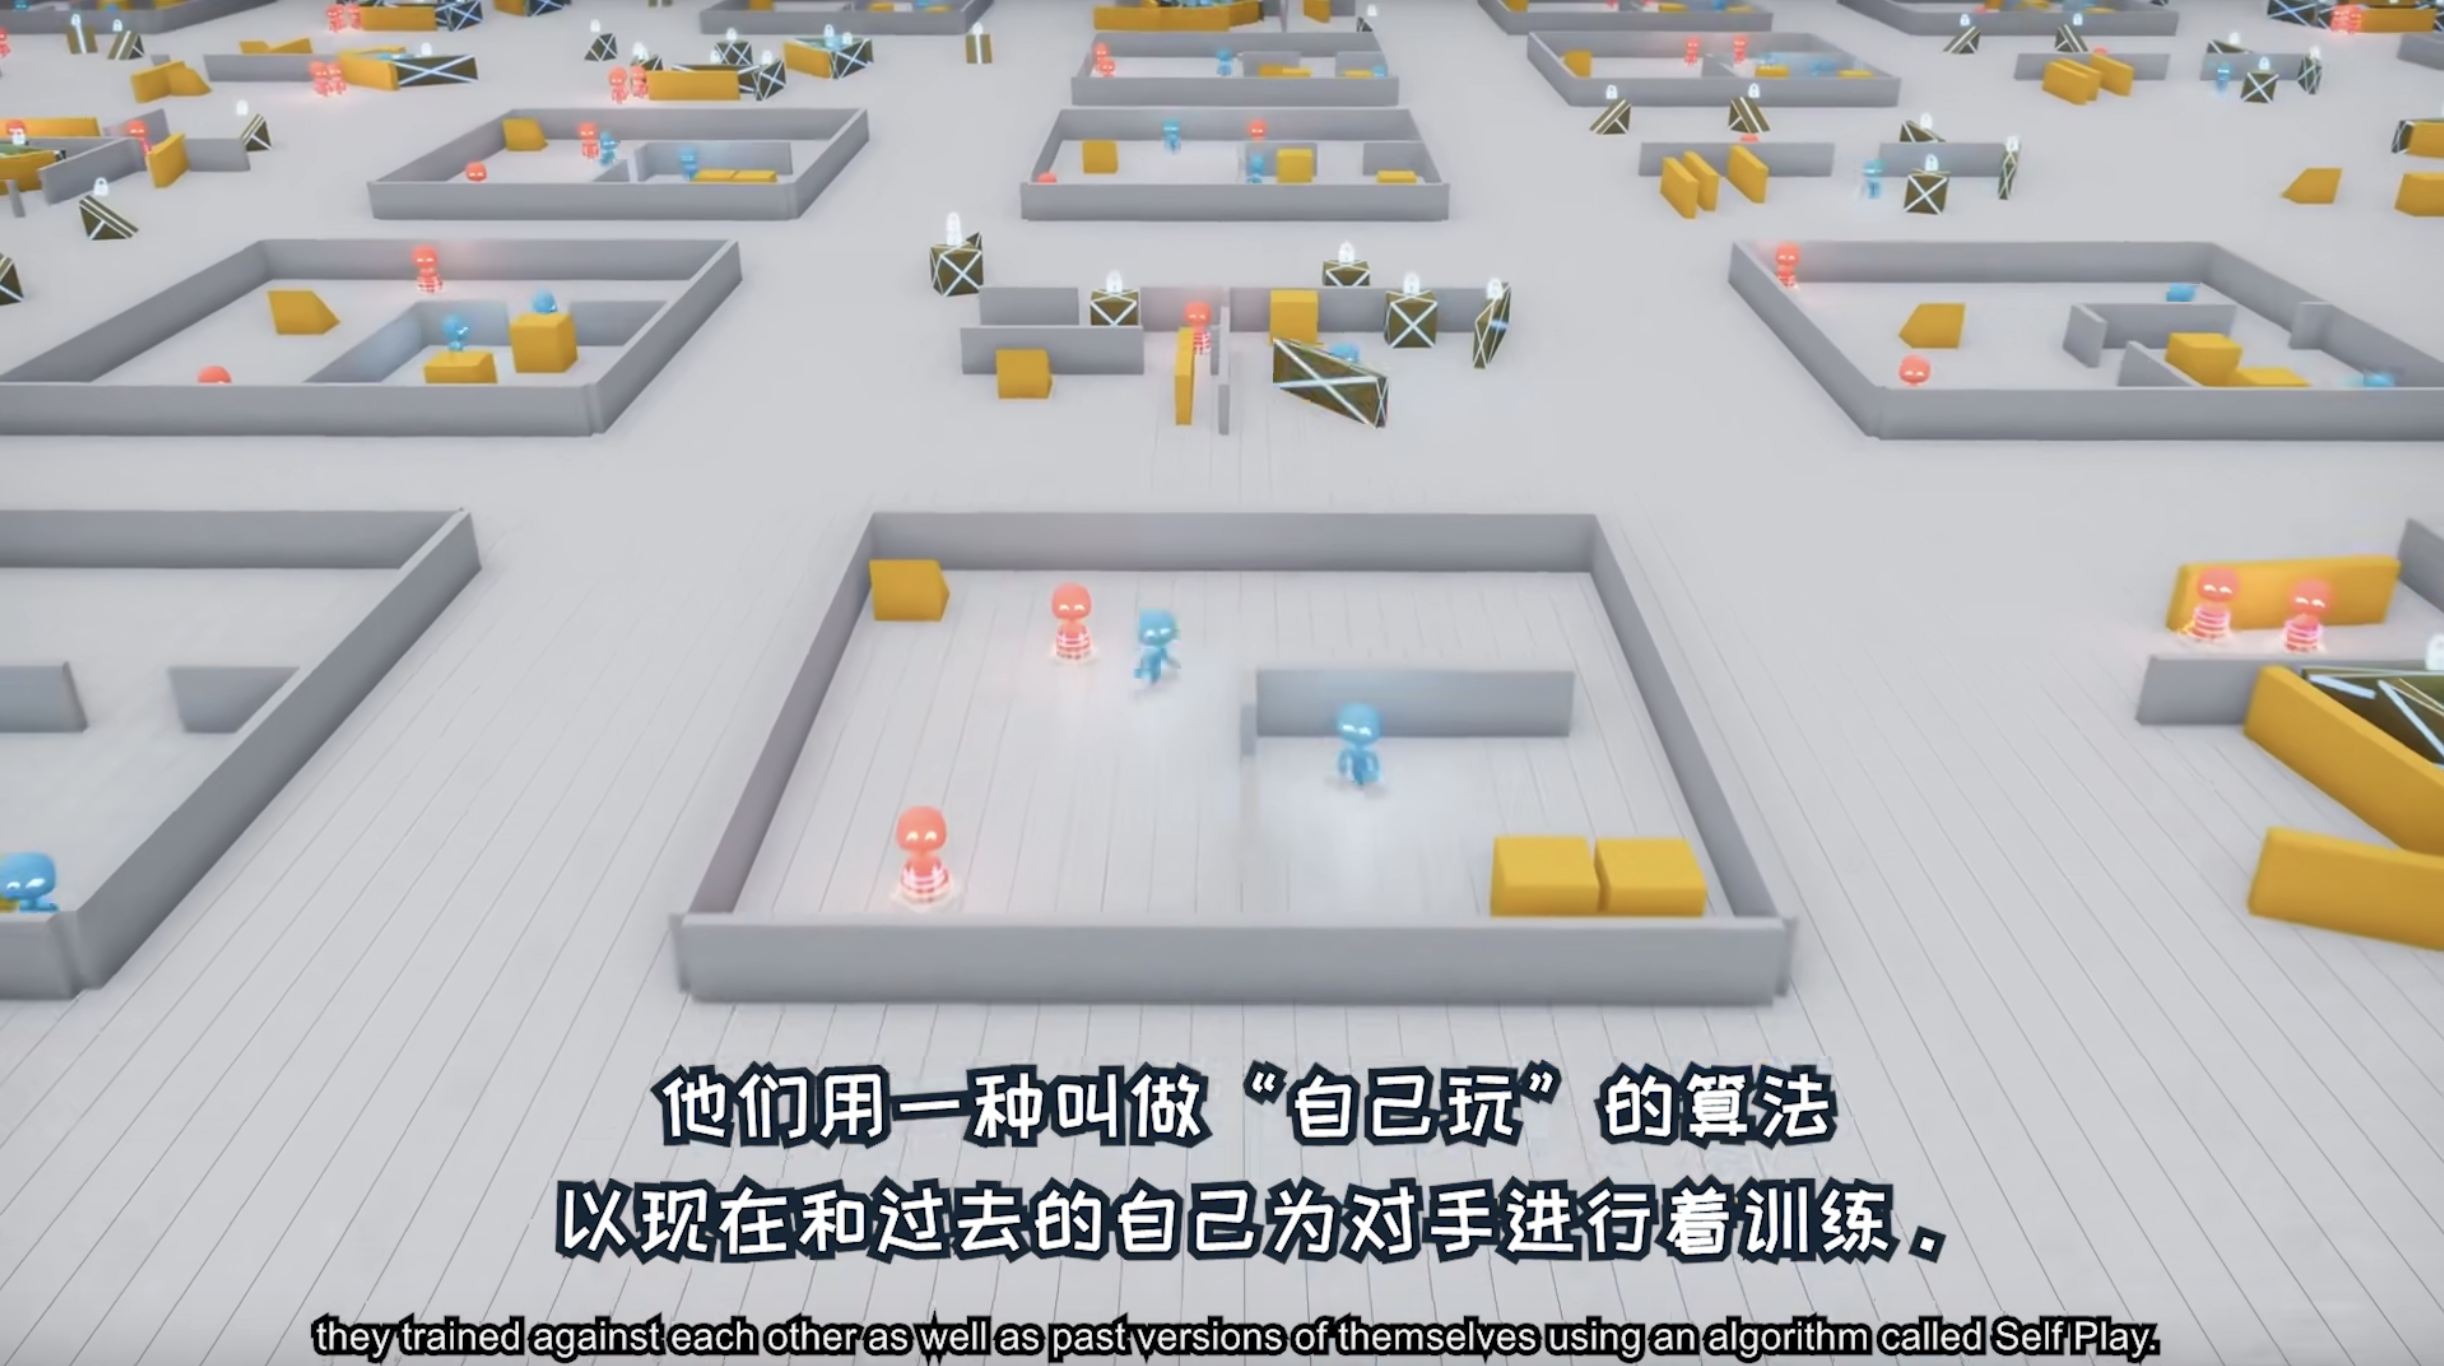 他们用一种叫做“自己玩”的算法
以现在和过去的自己为对手进行着训练.
they trained against each other as well as past versions of themselves using an algorithm called Self Play.